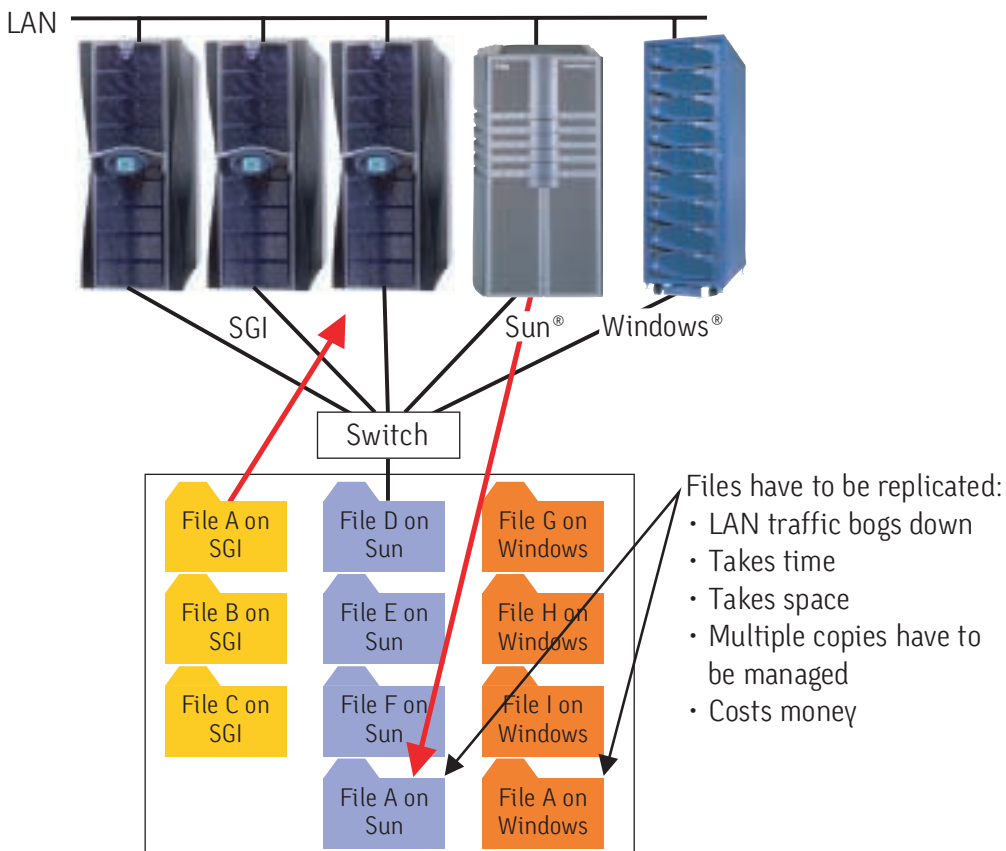 LAN
SGI
Sun®
Windows®
Switch
File A on
SGI
File D on
Sun
File G on
Windows
File B on
SGI
File E on
Sun
File H on
Windows
File C on
SGI
File F on
Sun
File I on
Windows
File A on
Sun
File A on
Windows
Files have to be replicated:
• LAN traffic bogs down
• Takes time
• Takes space
• Multiple copies have to
be managed
• Costs money